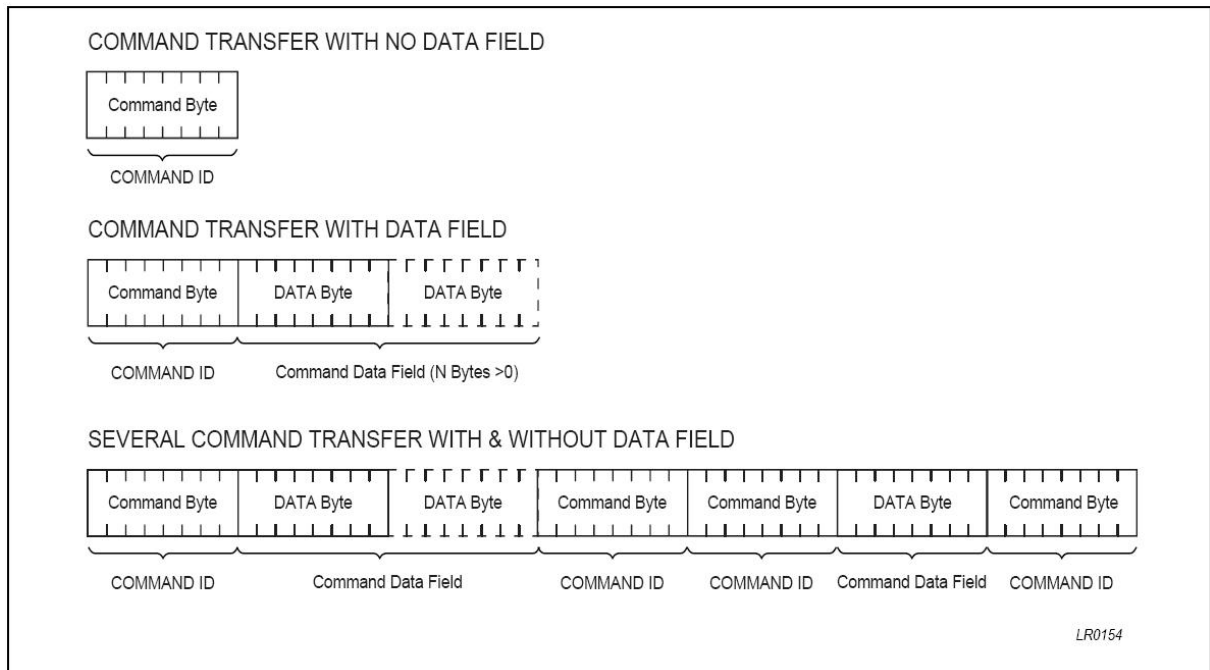 COMMAND TRANSFER WITH NO DATA FIELD
Command Byte
COMMAND ID
COMMAND TRANSFER WITH DATA FIELD
Command Byte DATA Byte DATA Byte
COMMAND ID Command Data Field (N Bytes >0)
SEVERAL COMMAND TRANSFER WITH & WITHOUT DATA FIELD
Command Byte DATA Byte DATA Byte Command Byte Command Byte DATA Byte Command Byte
COMMAND ID Command Data Field COMMAND ID COMMAND ID Command Data Field COMMAND ID
LR0154